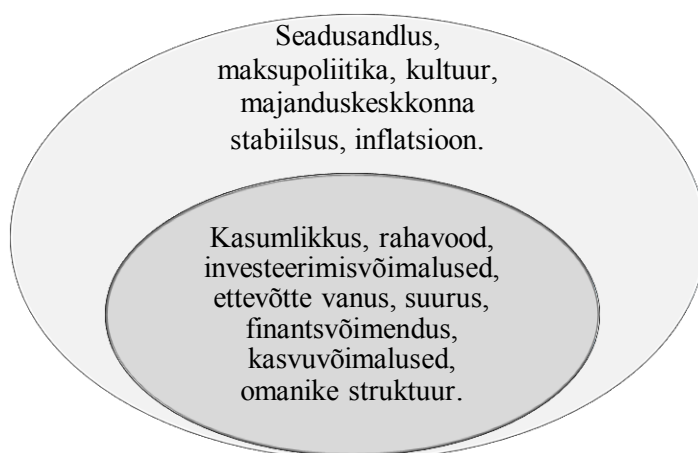 Seadusandlus,
maksupoliitika, kultuur,
majanduskeskkonna
stabiilsus, inflatsioon.
Kasumlikkus, rahavood,
investeerimisvõimalused,
ettevõtte vanus, suurus,
finantsvõimendus,
kasvuvõimalused,
omanike struktuur.